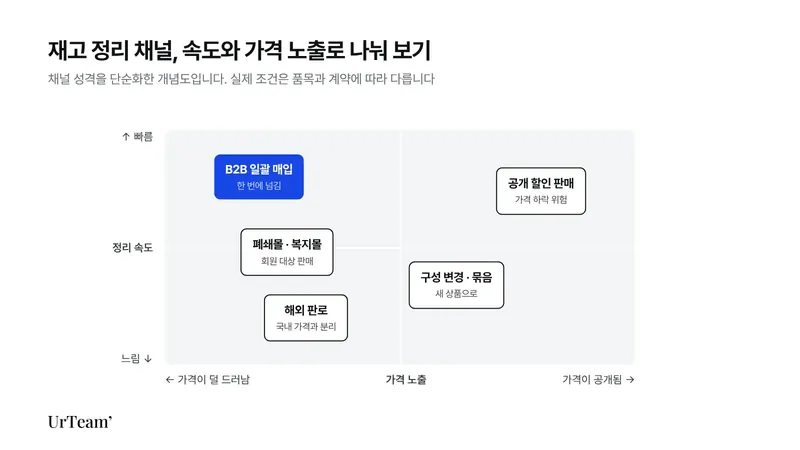 재고 정리 채널, 속도와 가격 노출로 나눠 보기
채널 성격을 단순화한 개념도입니다. 실제 조건은 품목과 계약에 따라 다릅니다
↑ 빠름
B2B 일괄 매입
한 번에 넘김
공개 할인 판매
가격 하락 위험
정리 속도
폐쇄몰 · 복지몰
회원 대상 판매
구성 변경 · 묶음
새 상품으로
해외 판로
국내 가격과 분리
느림 ↓
← 가격이 덜 드러남
가격 노출
가격이 공개됨 →
UrTeam’